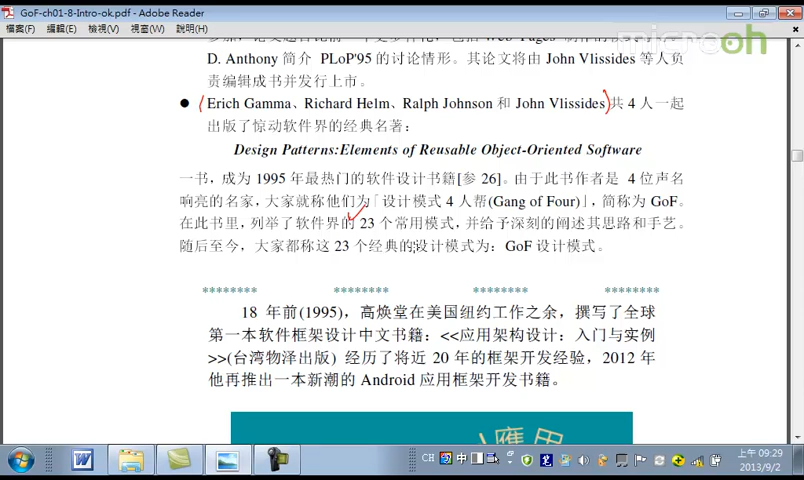 GoF-ch01-8-Intro-ok.pdf - Adobe Reader
檔案(F) 編輯(E) 檢視(V) 視窗(W) 說明(H)
microoh
D. Anthony 简介 PLoP'95 的讨论情形。其论文将由 John Vlissides 等人负
责编辑成书并发行上市。
● Erich Gamma、Richard Helm、Ralph Johnson 和 John Vlissides 共 4 人一起
出版了惊动软件界的经典名著：
Design Patterns:Elements of Reusable Object-Oriented Software
一书，成为 1995 年最热门的软件设计书籍[参 26]。由于此书作者是 4 位声名
响亮的名家，大家就称他们为「设计模式 4 人帮(Gang of Four)」，简称为 GoF。
在此书里，列举了软件界的 23 个常用模式，并给予深刻的阐述其思路和手艺。
随后至今，大家都称这 23 个经典的设计模式为：GoF 设计模式。
******** ******** ******** ********
18 年前(1995)，高焕堂在美国纽约工作之余，撰写了全球
第一本软件框架设计中文书籍：<<应用架构设计：入门与实例
>>(台湾物泽出版) 经历了将近 20 年的框架开发经验，2012 年
他再推出一本新潮的 Android 应用框架开发书籍。
應用
CH 中
上午 09:29
2013/9/2